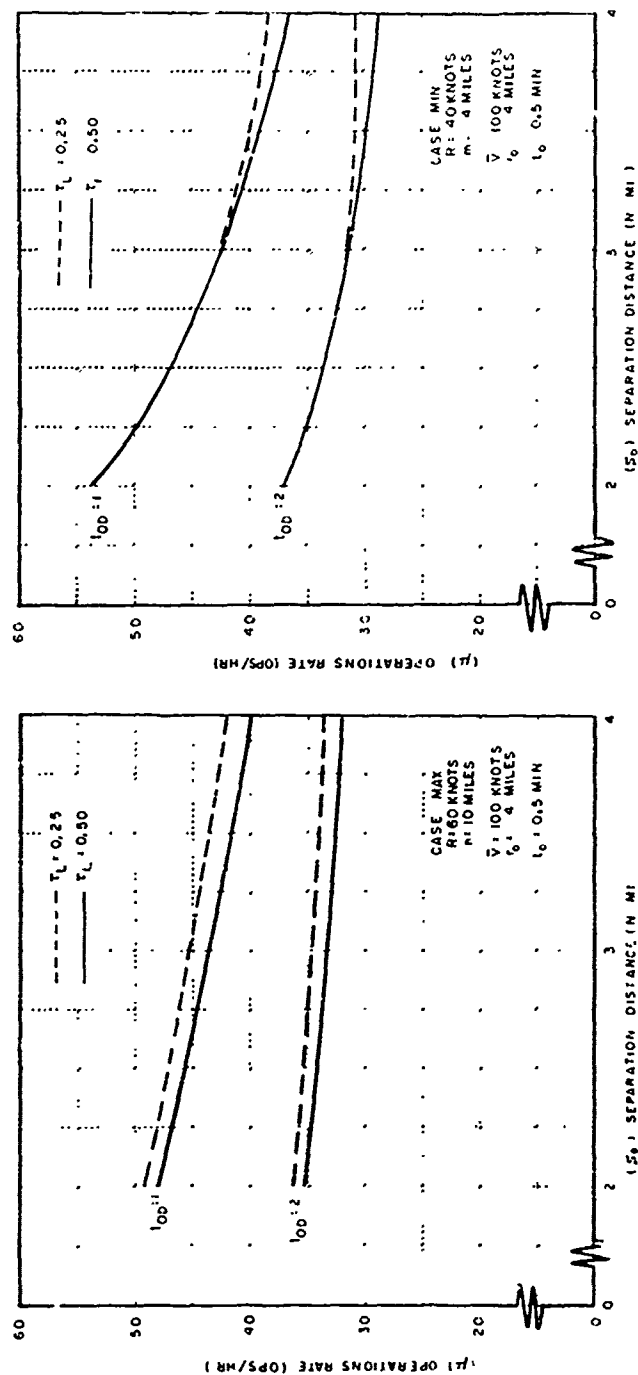 60
50
40
30
20
0
(μ) OPERATIONS RATE (OPS/HR)
--- τL = 0.25
— τL = 0.50
tOD=1
tOD=2
CASE MAX
R=60 KNOTS
n=10 MILES
V̄=100 KNOTS
r0= 4 MILES
t0=0.5 MIN
0
2
3
4
(S0) SEPARATION DISTANCE (N MI)
60
50
40
30
20
0
(μ) OPERATIONS RATE (OPS/HR)
--- τL = 0.25
— τ 0.50
tOD=1
tOD=2
CASE MIN
R= 40 KNOTS
m= 4 MILES
V̄ 100 KNOTS
r0 4 MILES
t0 0.5 MIN
0
2
3
4
(S0) SEPARATION DISTANCE (N MI)